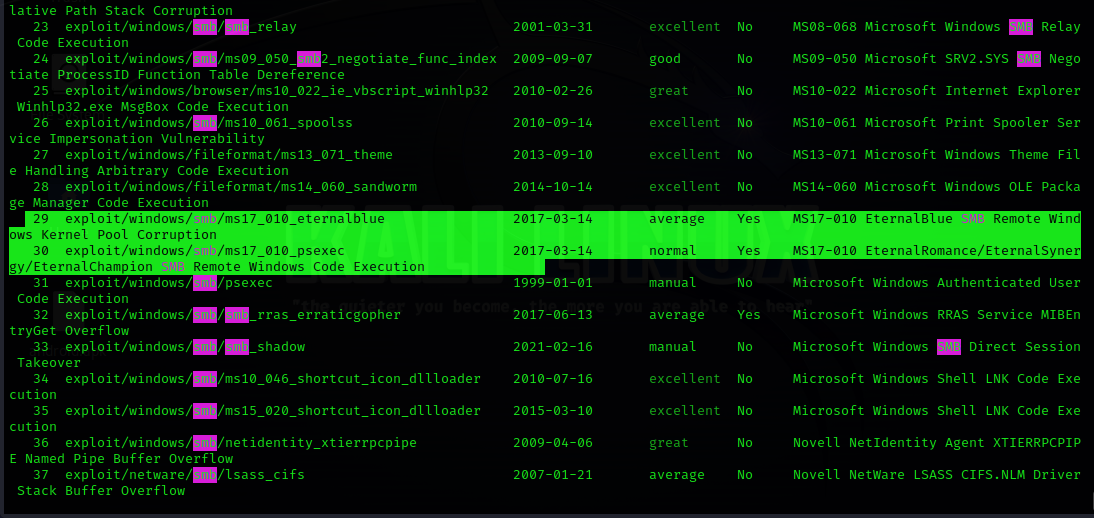 lative Path Stack Corruption
23 exploit/windows/smb/smb_relay 2001-03-31 excellent No MS08-068 Microsoft Windows SMB Relay
Code Execution
24 exploit/windows/smb/ms09_050_smb2_negotiate_func_index 2009-09-07 good No MS09-050 Microsoft SRV2.SYS SMB Nego
tiate ProcessID Function Table Dereference
25 exploit/windows/browser/ms10_022_ie_vbscript_winhlp32 2010-02-26 great No MS10-022 Microsoft Internet Explorer
Winhlp32.exe MsgBox Code Execution
26 exploit/windows/smb/ms10_061_spoolss 2010-09-14 excellent No MS10-061 Microsoft Print Spooler Ser
vice Impersonation Vulnerability
27 exploit/windows/fileformat/ms13_071_theme 2013-09-10 excellent No MS13-071 Microsoft Windows Theme Fil
e Handling Arbitrary Code Execution
28 exploit/windows/fileformat/ms14_060_sandworm 2014-10-14 excellent No MS14-060 Microsoft Windows OLE Packa
ge Manager Code Execution
29 exploit/windows/smb/ms17_010_eternalblue 2017-03-14 average Yes MS17-010 EternalBlue SMB Remote Wind
ows Kernel Pool Corruption
30 exploit/windows/smb/ms17_010_psexec 2017-03-14 normal Yes MS17-010 EternalRomance/EternalSyner
gy/EternalChampion SMB Remote Windows Code Execution
KALI LINUX
31 exploit/windows/smb/psexec 1999-01-01 manual No Microsoft Windows Authenticated User
Code Execution
"the quieter you become, the more you are able to hear"
32 exploit/windows/smb/smb_rras_erraticgopher 2017-06-13 average Yes Microsoft Windows RRAS Service MIBEn
tryGet Overflow
33 exploit/windows/smb/smb_shadow 2021-02-16 manual No Microsoft Windows SMB Direct Session
Takeover
34 exploit/windows/smb/ms10_046_shortcut_icon_dllloader 2010-07-16 excellent No Microsoft Windows Shell LNK Code Exe
cution
35 exploit/windows/smb/ms15_020_shortcut_icon_dllloader 2015-03-10 excellent No Microsoft Windows Shell LNK Code Exe
cution
36 exploit/windows/smb/netidentity_xtierrpcpipe 2009-04-06 great No Novell NetIdentity Agent XTIERRPCPIP
E Named Pipe Buffer Overflow
37 exploit/netware/smb/lsass_cifs 2007-01-21 average No Novell NetWare LSASS CIFS.NLM Driver
Stack Buffer Overflow